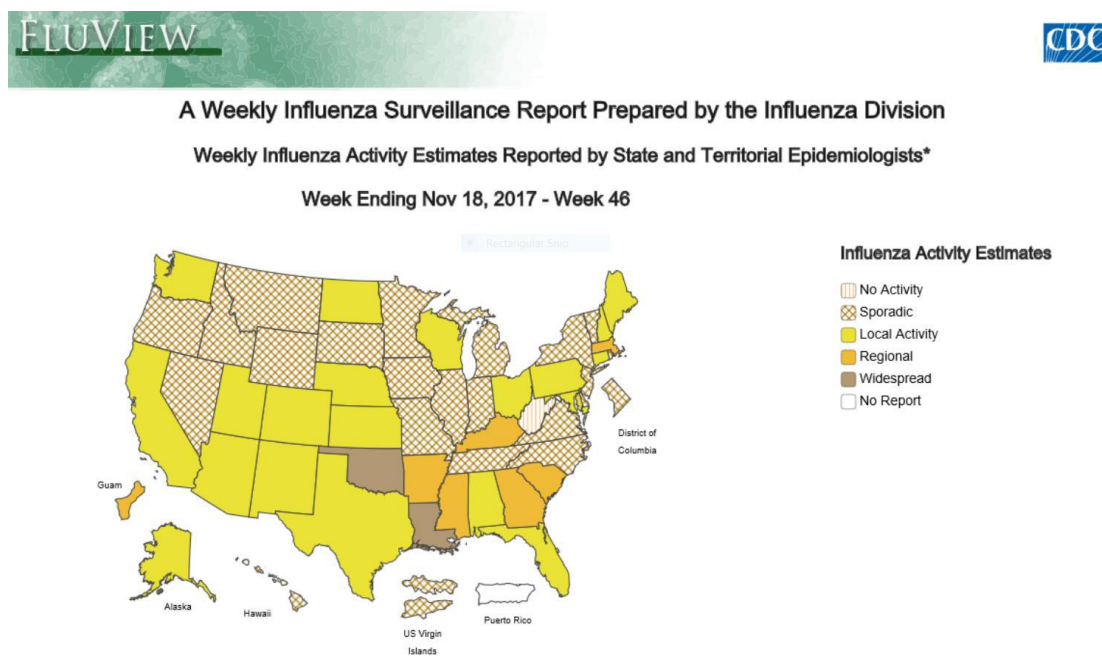 FLUVIEW
CDC
A Weekly Influenza Surveillance Report Prepared by the Influenza Division
Weekly Influenza Activity Estimates Reported by State and Territorial Epidemiologists*
Week Ending Nov 18, 2017 - Week 46
Rectangular Snip
Influenza Activity Estimates
No Activity
Sporadic
Local Activity
Regional
Widespread
No Report
District of
Columbia
Guam
Alaska
Hawaii
US Virgin
Islands
Puerto Rico